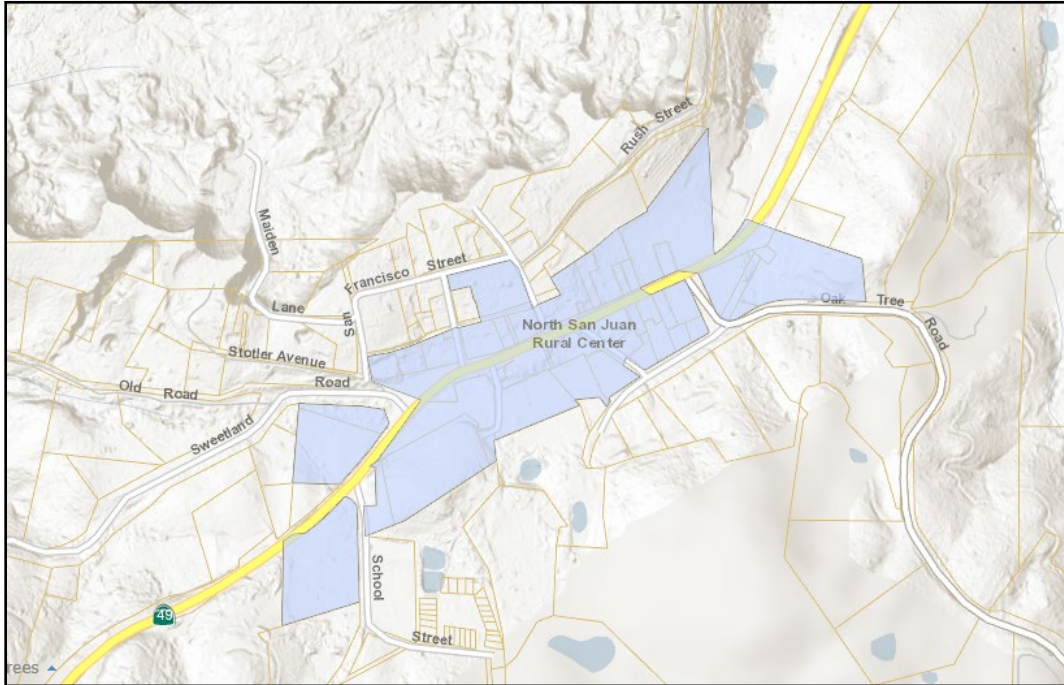 Rush Street
Maiden
Lane
San
Francisco Street
Stotler Avenue
Old Road Road
Sweetland
North San Juan
Rural Center
Oak Tree
Road
School
Street
49
rees